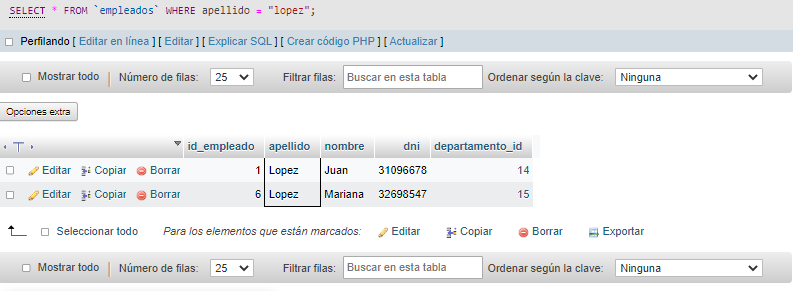 SELECT * FROM `empleados` WHERE apellido = "lopez";
Perfilando [ Editar en línea ] [ Editar ] [ Explicar SQL ] [ Crear código PHP ] [ Actualizar ]
Mostrar todo Número de filas: 25 Filtrar filas: Buscar en esta tabla Ordenar según la clave: Ninguna
Opciones extra
id_empleado apellido nombre dni departamento_id
Editar Copiar Borrar 1 Lopez Juan 31096678 14
Editar Copiar Borrar 6 Lopez Mariana 32698547 15
Seleccionar todo Para los elementos que están marcados: Editar Copiar Borrar Exportar
Mostrar todo Número de filas: 25 Filtrar filas: Buscar en esta tabla Ordenar según la clave: Ninguna